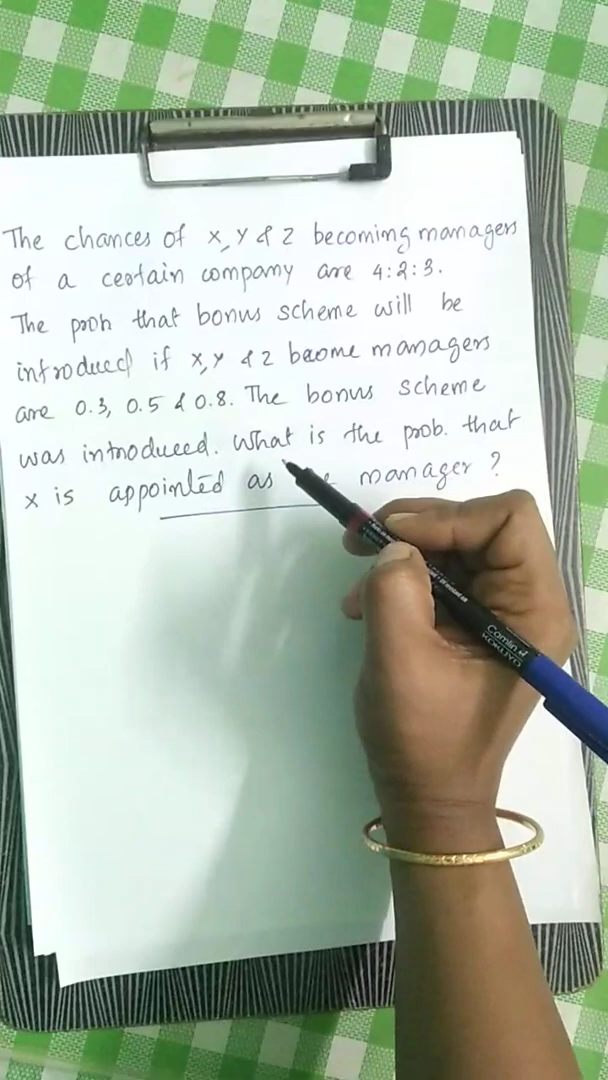 The chances of X, Y & Z becoming managers
of a certain company are 4:2:3.
The prob that bonus scheme will be
introduced if X, Y & Z become managers
are 0.3, 0.5 & 0.8. The bonus scheme
was introduced. What is the prob. that
X is appointed as manager?
Camlin
KOKUYO